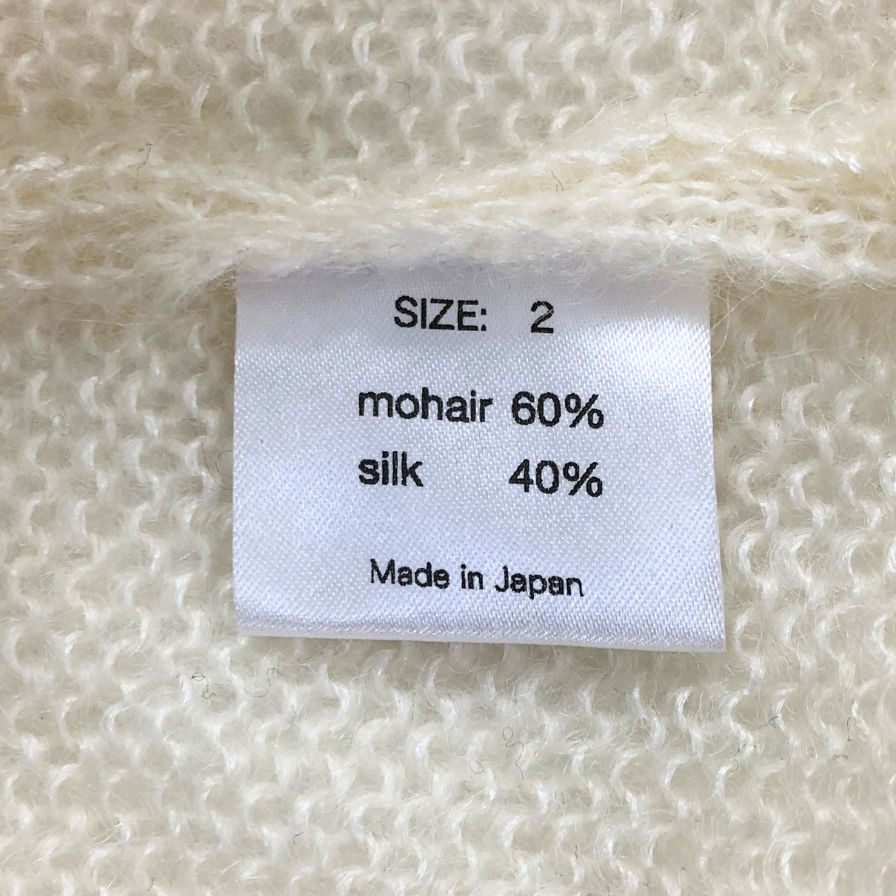 SIZE: 2
mohair 60%
silk 40%
Made in Japan